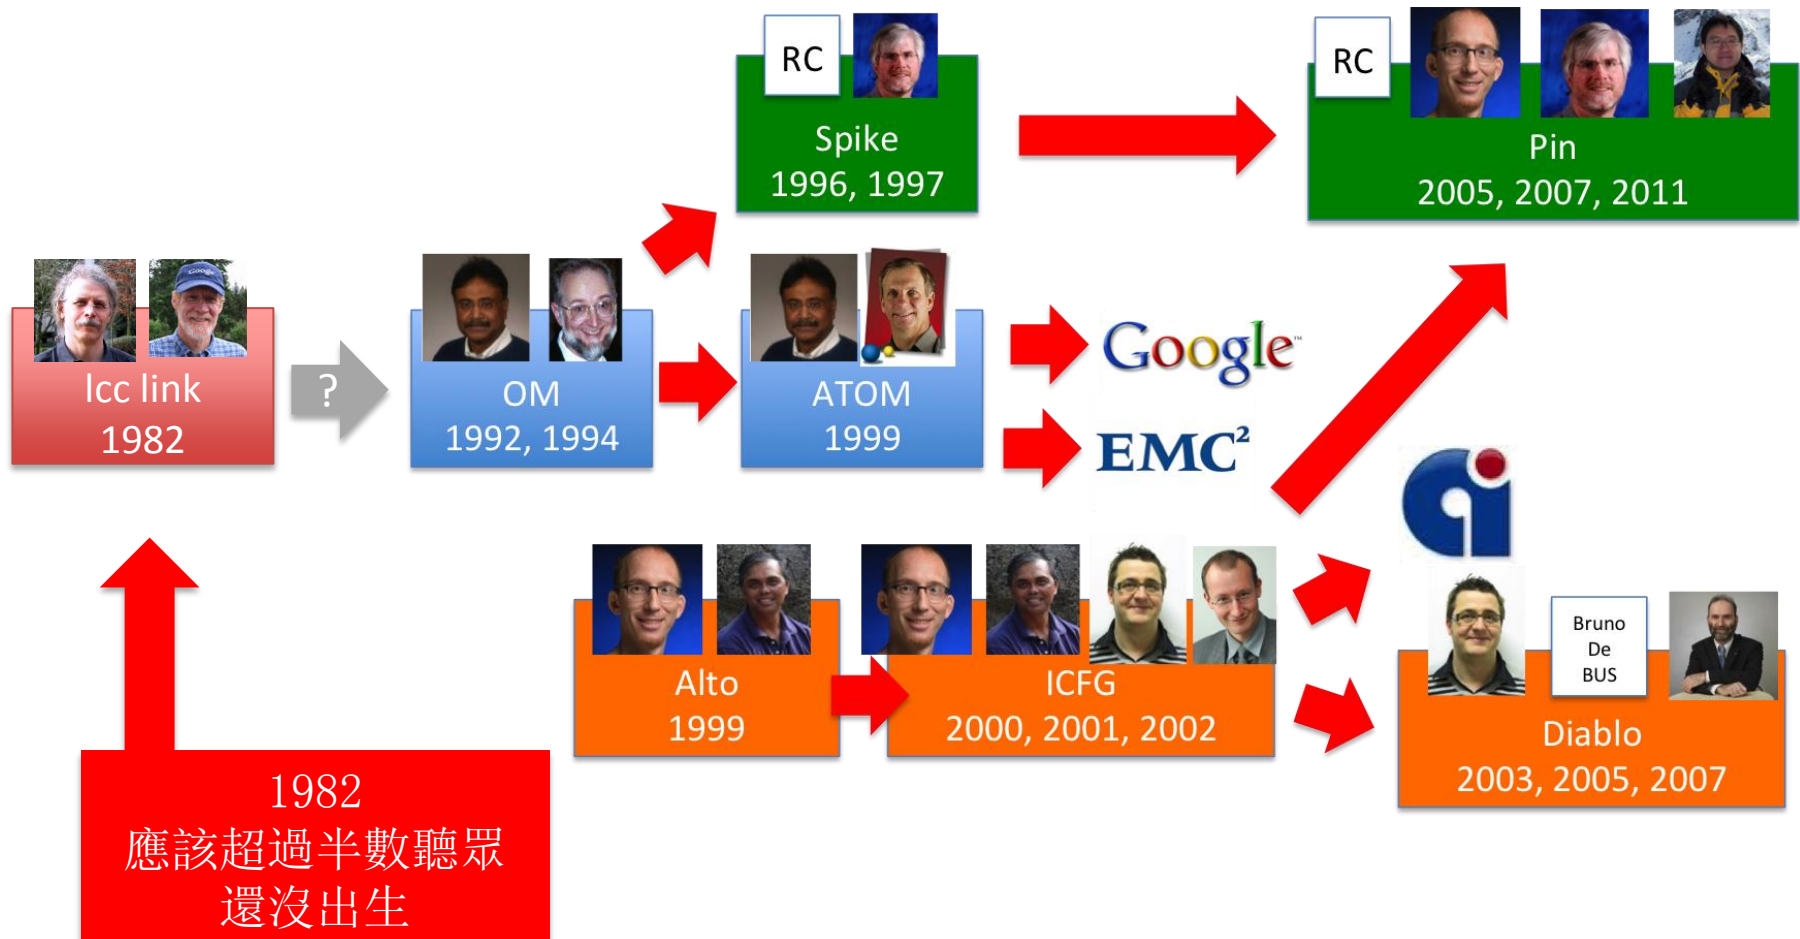 RC
Spike
1996, 1997
RC
Pin
2005, 2007, 2011
Google
lcc link
1982
?
OM
1992, 1994
ATOM
1999
Google™
EMC²
ai
Alto
1999
ICFG
2000, 2001, 2002
Bruno
De
BUS
Diablo
2003, 2005, 2007
1982
應該超過半數聽眾
還沒出生